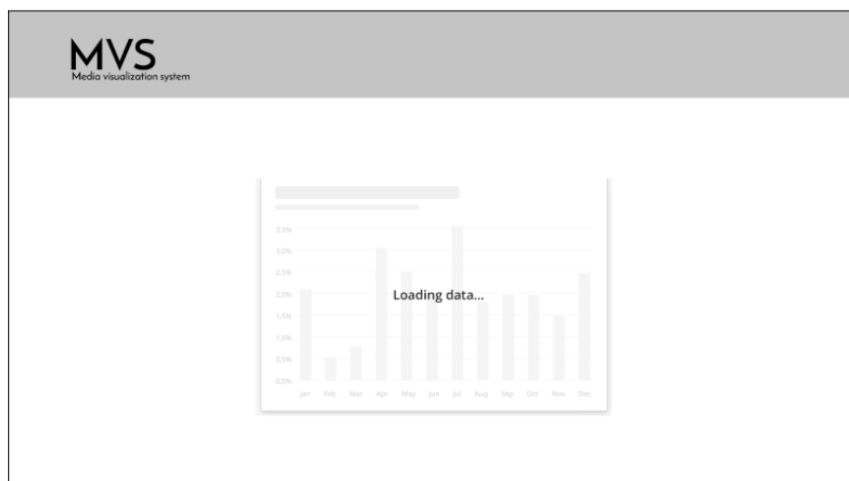 MVS
Media visualization system
3,5%
3,0%
2,5%
Loading data...
2,0%
1,5%
1,0%
0,5%
0,0%
Jan Feb Mar Apr May Jun Jul Aug Sep Oct Nov Dec